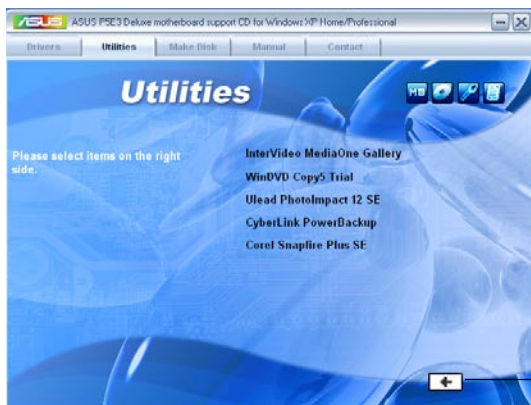 ASUS ASUS P5E3 Deluxe motherboard support CD for Windows XP Home/Professional
Drivers Utilities Make Disk Manual Contact
Utilities
MB
Please select items on the right
side.
InterVideo MediaOne Gallery
WinDVD Copy5 Trial
Ulead PhotoImpact 12 SE
CyberLink PowerBackup
Corel Snapfire Plus SE